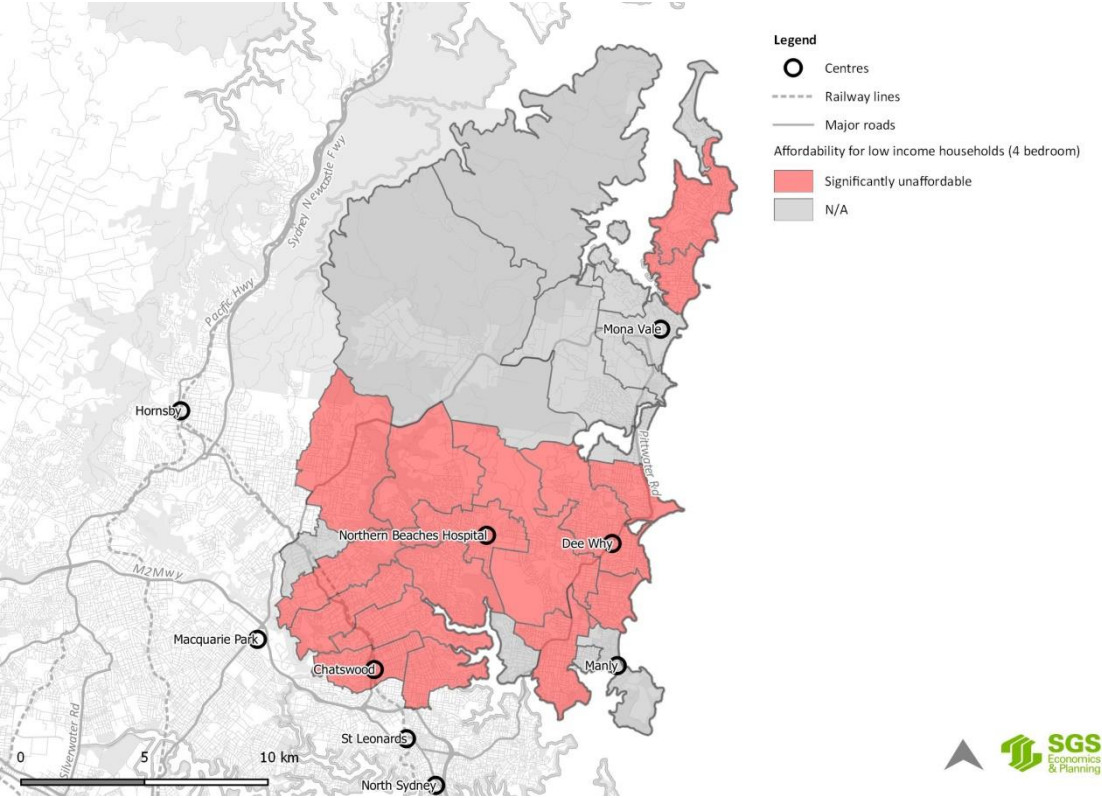 Legend
Centres
Railway lines
Major roads
Affordability for low income households (4 bedroom)
Significantly unaffordable
N/A
Sydney Newcastle Fwy
Pacific Hwy
Mona Vale
Hornsby
Pittwater Rd
Northern Beaches Hospital
Dee Why
M2Mwy
Macquarie Park
Chatswood
Manly
Silverwater Rd
St Leonards
North Sydney
0 5 10 km
SGS
Economics
& Planning